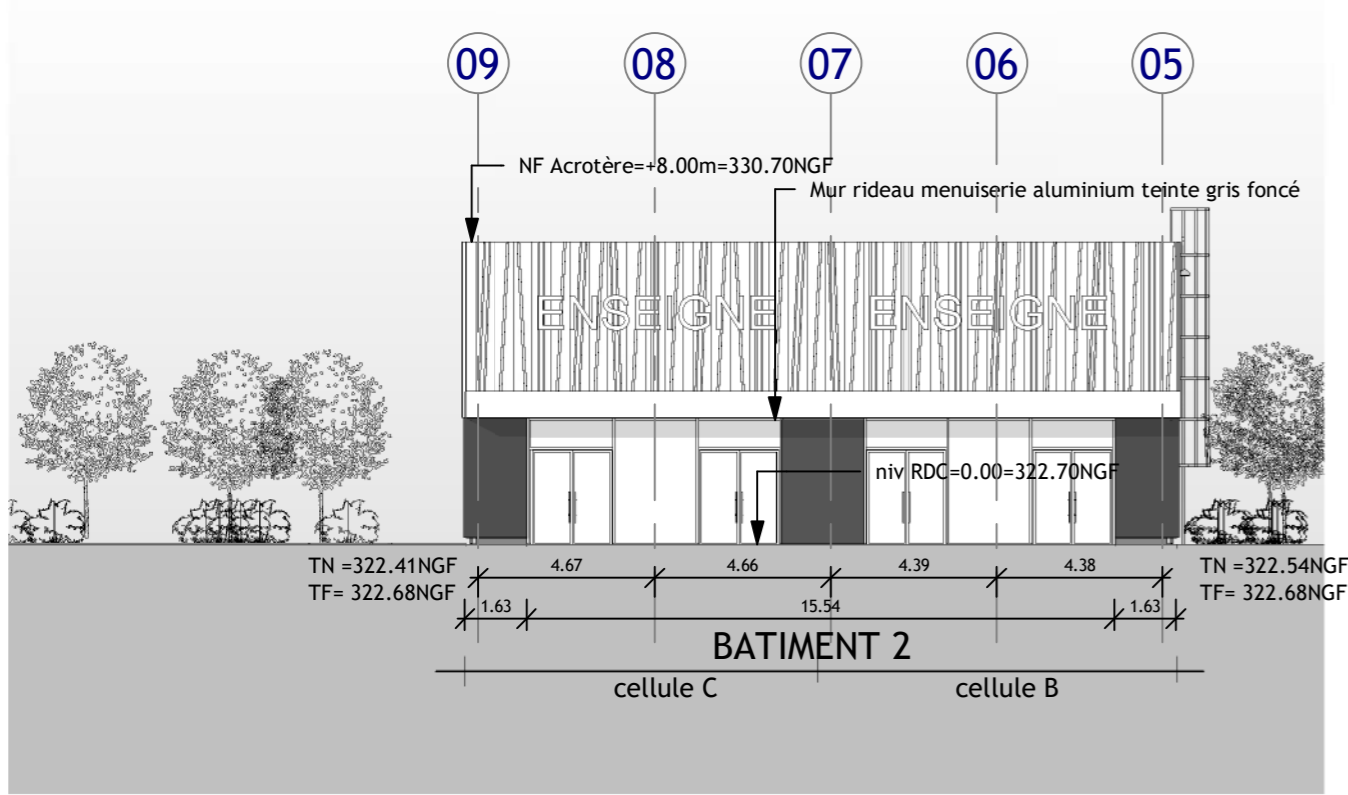 09 08 07 06 05
NF Acrotère=+8.00m=330.70NGF
Mur rideau menuiserie aluminium teinte gris foncé
ENSEIGNE ENSEIGNE
niv RDC=0.00=322.70NGF
TN =322.41NGF 4.67 4.66 4.39 4.38 TN =322.54NGF
TF= 322.68NGF TF= 322.68NGF
1.63 15.54 1.63
BATIMENT 2
cellule C cellule B